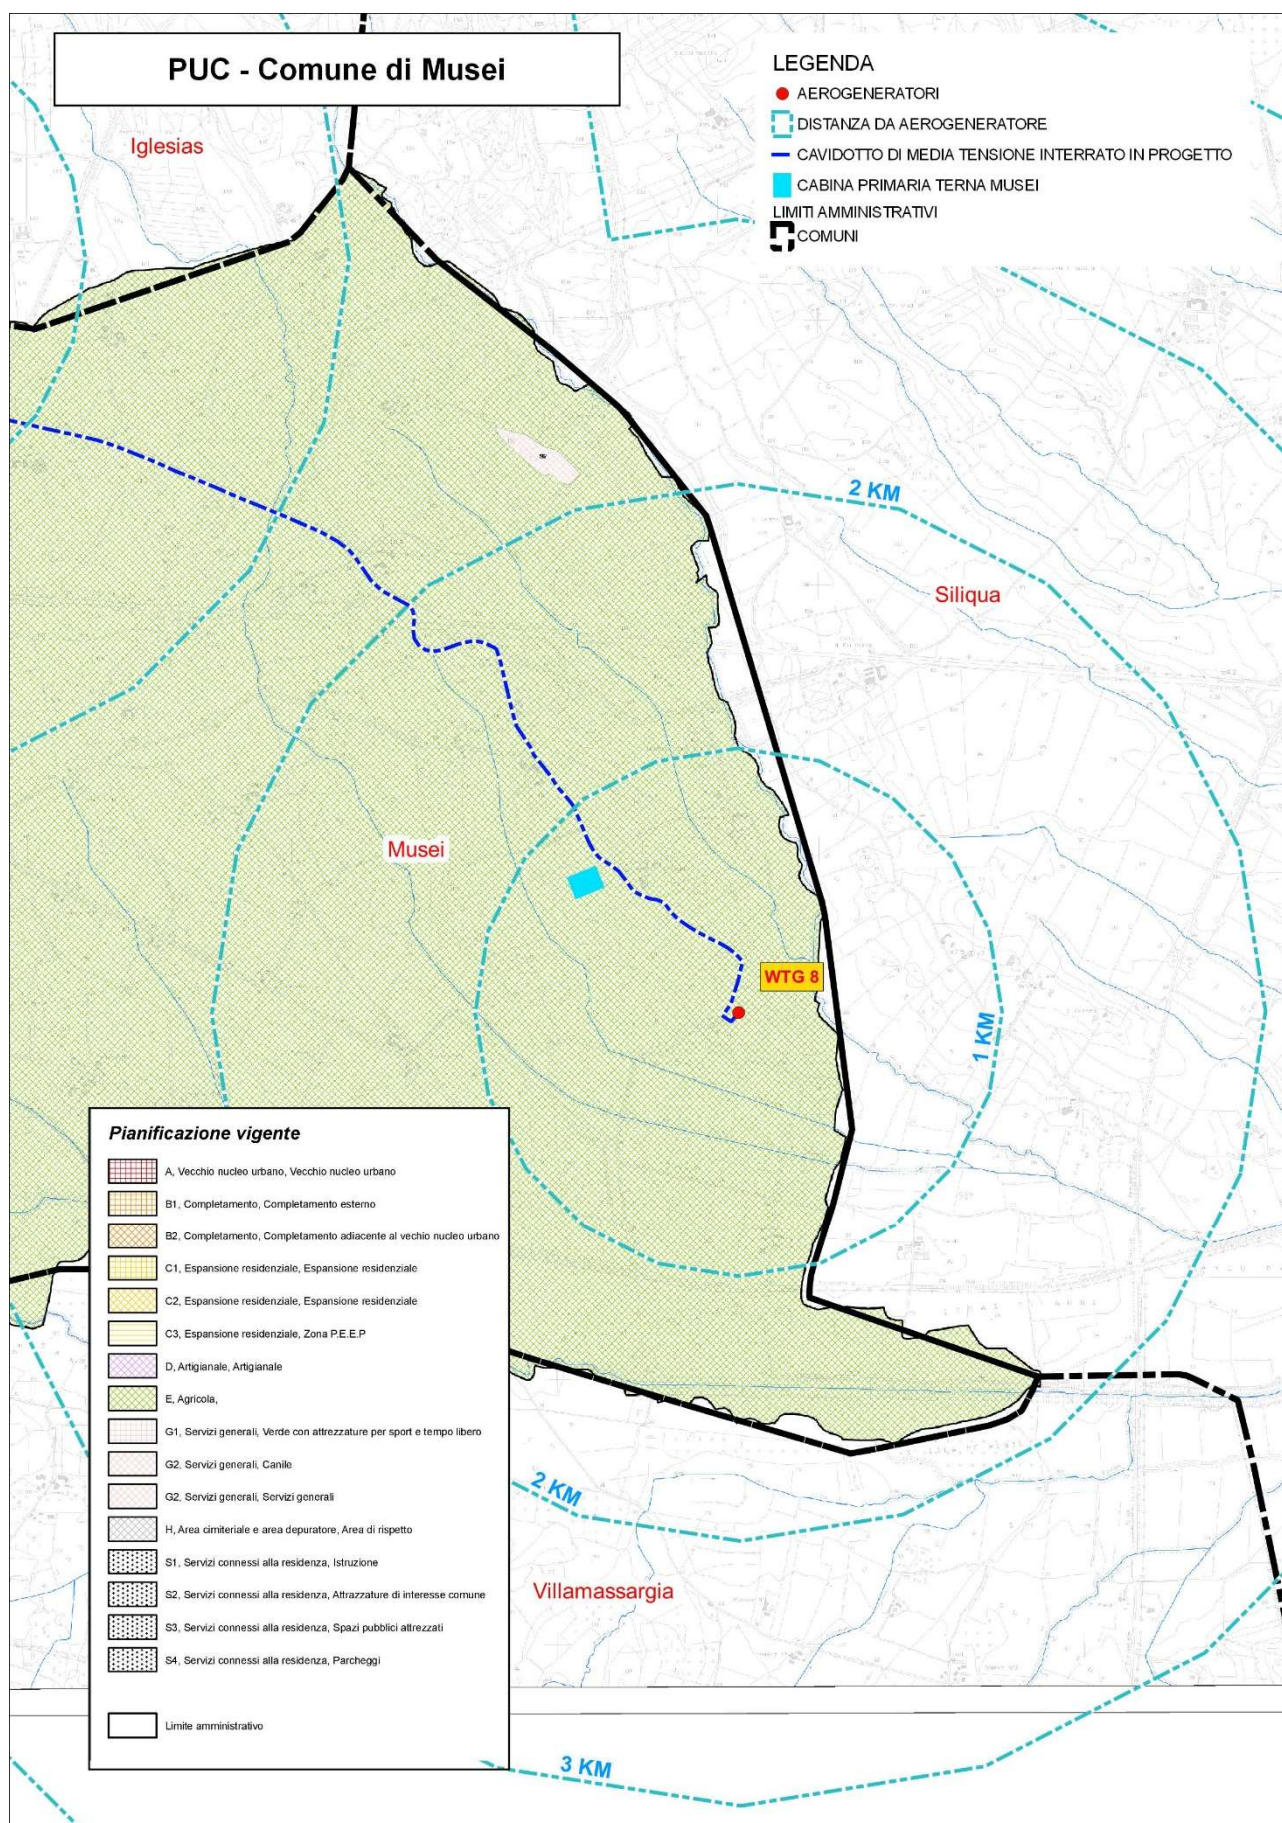 PUC - Comune di Musei
LEGENDA
AEROGENERATORI
DISTANZA DA AEROGENERATORE
CAVIDOTTO DI MEDIA TENSIONE INTERRATO IN PROGETTO
CABINA PRIMARIA TERNA MUSEI
LIMITI AMMINISTRATIVI
COMUNI
Iglesias
2 KM
Siliqua
Musei
WTG 8
1 KM
Pianificazione vigente
A, Vecchio nucleo urbano, Vecchio nucleo urbano
B1, Completamento, Completamento esterno
B2, Completamento, Completamento adiacente al vechio nucleo urbano
C1, Espansione residenziale, Espansione residenziale
C2, Espansione residenziale, Espansione residenziale
C3, Espansione residenziale, Zona P.E.E.P
D, Artigianale, Artigianale
E, Agricola,
G1, Servizi generali, Verde con attrezzature per sport e tempo libero
G2, Servizi generali, Canile
G2, Servizi generali, Servizi generali
H, Area cimiteriale e area depuratore, Area di rispetto
S1, Servizi connessi alla residenza, Istruzione
S2, Servizi connessi alla residenza, Attrazzature di interesse comune
S3, Servizi connessi alla residenza, Spazi pubblici attrezzati
S4, Servizi connessi alla residenza, Parcheggi
Limite amministrativo
2 KM
Villamassargia
3 KM